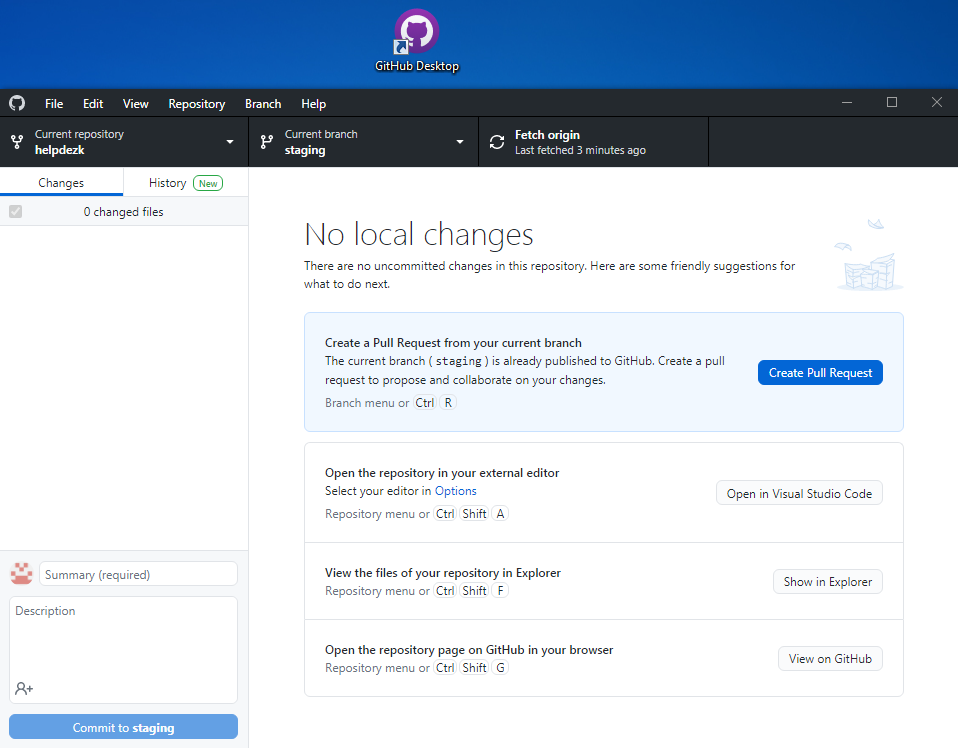 GitHub Desktop
File Edit View Repository Branch Help
Current repository
helpdezk
Current branch
staging
Fetch origin
Last fetched 3 minutes ago
Changes
History New
0 changed files
No local changes
There are no uncommitted changes in this repository. Here are some friendly suggestions for
what to do next.
Create a Pull Request from your current branch
The current branch ( staging ) is already published to GitHub. Create a pull
request to propose and collaborate on your changes.
Branch menu or Ctrl R
Create Pull Request
Open the repository in your external editor
Select your editor in Options
Repository menu or Ctrl Shift A
Open in Visual Studio Code
View the files of your repository in Explorer
Repository menu or Ctrl Shift F
Show in Explorer
Open the repository page on GitHub in your browser
Repository menu or Ctrl Shift G
View on GitHub
Summary (required)
Description
Commit to staging